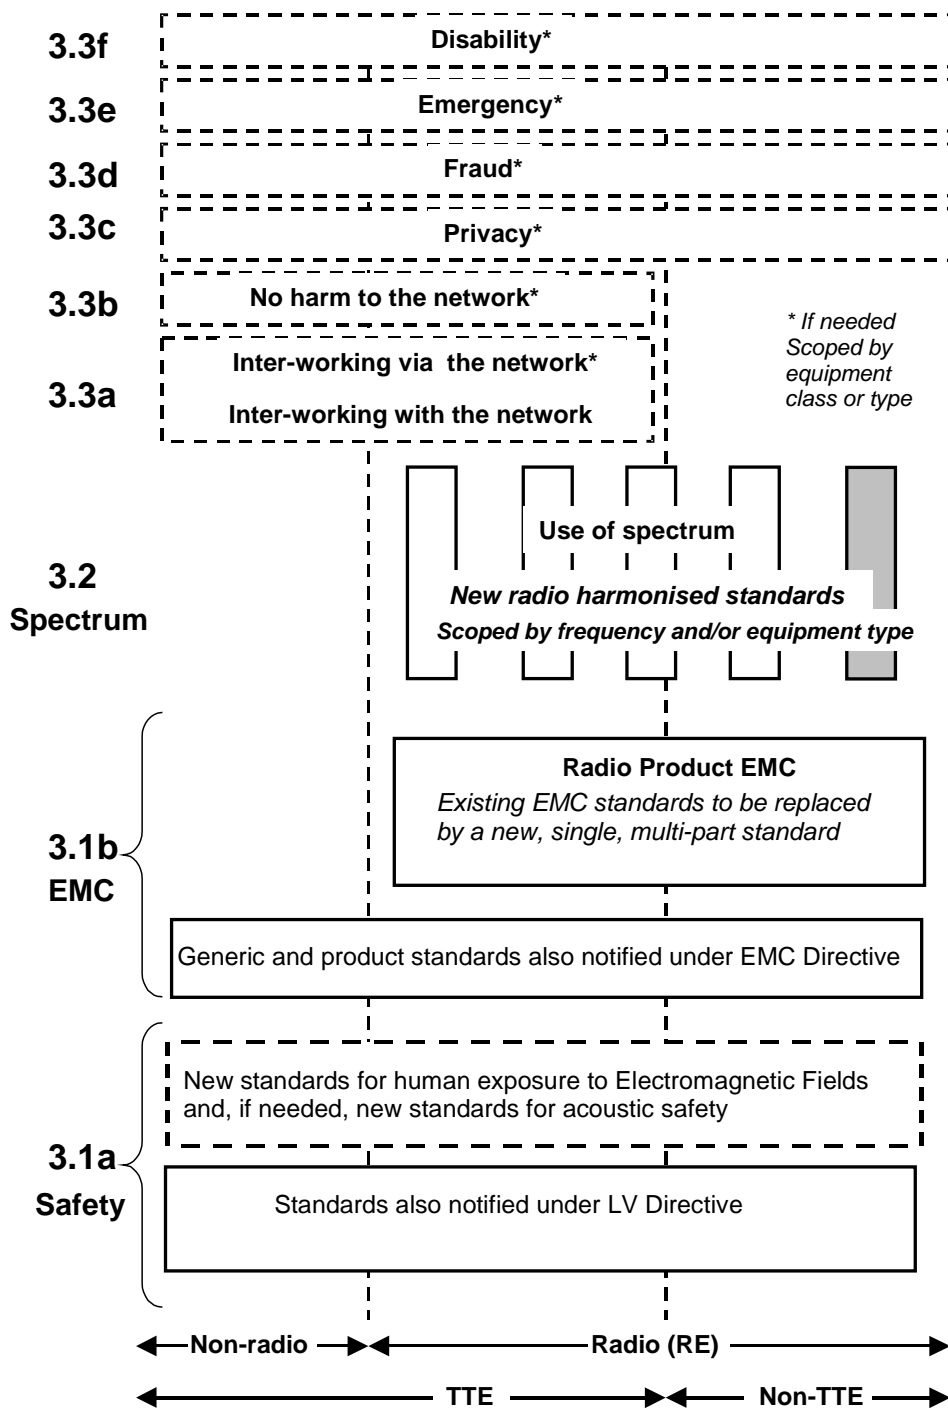 3.3f
Disability*
3.3e
Emergency*
3.3d
Fraud*
3.3c
Privacy*
3.3b
No harm to the network*
3.3a
Inter-working via the network*
Inter-working with the network
* If needed
Scoped by
equipment
class or type
3.2
Spectrum
Use of spectrum
New radio harmonised standards
Scoped by frequency and/or equipment type
3.1b
EMC
Radio Product EMC
Existing EMC standards to be replaced
by a new, single, multi-part standard
Generic and product standards also notified under EMC Directive
3.1a
Safety
New standards for human exposure to Electromagnetic Fields
and, if needed, new standards for acoustic safety
Standards also notified under LV Directive
Non-radio
Radio (RE)
TTE
Non-TTE